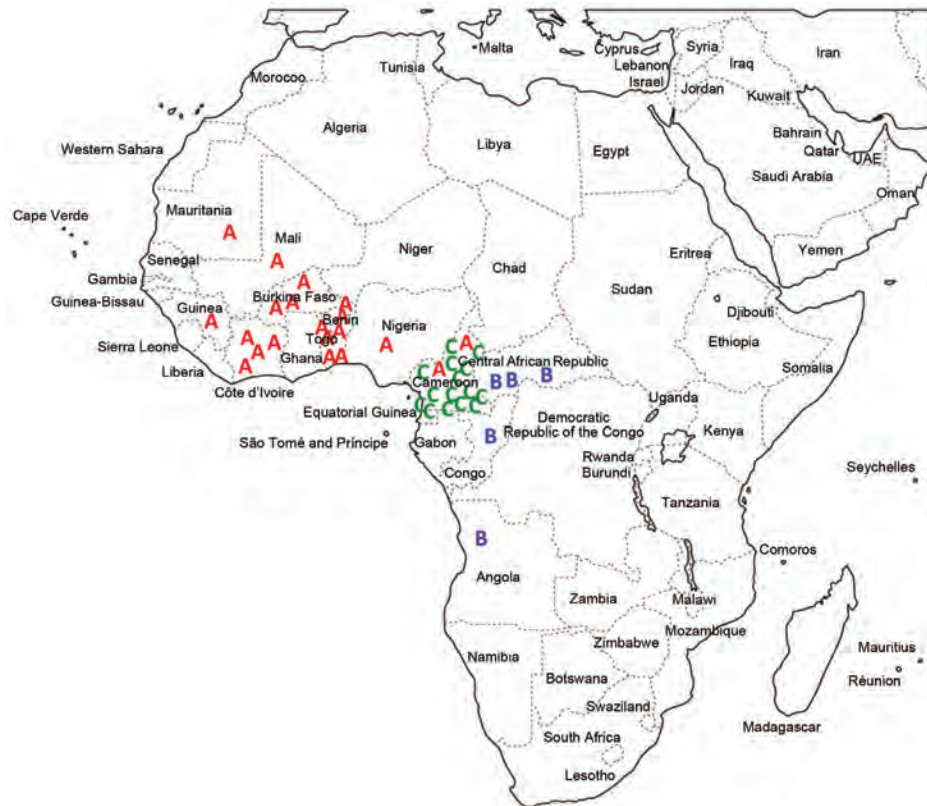 Malta
Cyprus
Syria
Iran
Tunisia
Lebanon
Iraq
Morocoo
Israel
Jordan
Kuwait
Algeria
Libya
Egypt
Bahrain
Qatar
UAE
Western Sahara
Saudi Arabia
Oman
Mauritania
Cape Verde
A
Mali
Niger
Chad
Eritrea
Yemen
Senegal
A
Gambia
A
Sudan
Guinea-Bissau
Burkina Faso
A
A
A
A
Djibouti
Guinea
A
Benin
A
A
A
Nigeria
Ethiopia
Sierra Leone
A
A
Togo
A
A
C
A
C
Liberia
A
Ghana
A
A
Central African Republic
Somalia
A
A
C
C
Cameroon
C
C
B
B
B
Côte d'Ivoire
C
C
C
C
C
Uganda
Equatorial Guinea
C
C
C
C
C
C
Democratic
Republic of the Congo
Kenya
São Tomé and Príncipe
Gabon
B
Rwanda
Burundi
Congo
Seychelles
Tanzania
B
Comoros
Angola
Zambia
Malawi
Mozambique
Zimbabwe
Namibia
Mauritius
Botswana
Réunion
Swaziland
Madagascar
South Africa
Lesotho